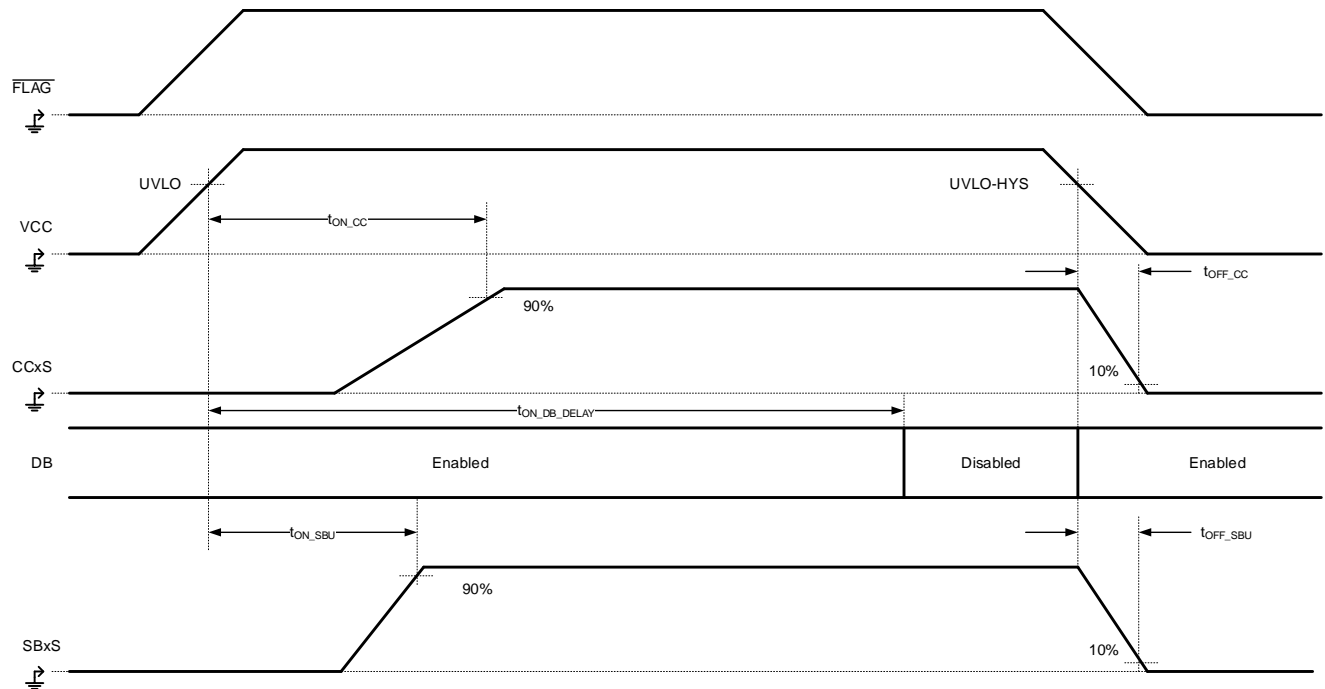 FLAG
UVLO
UVLO-HYS
tON_CC
VCC
tOFF_CC
90%
CCxS
10%
tON_DB_DELAY
DB
Enabled
Disabled
Enabled
tON_SBU
tOFF_SBU
90%
SBxS
10%